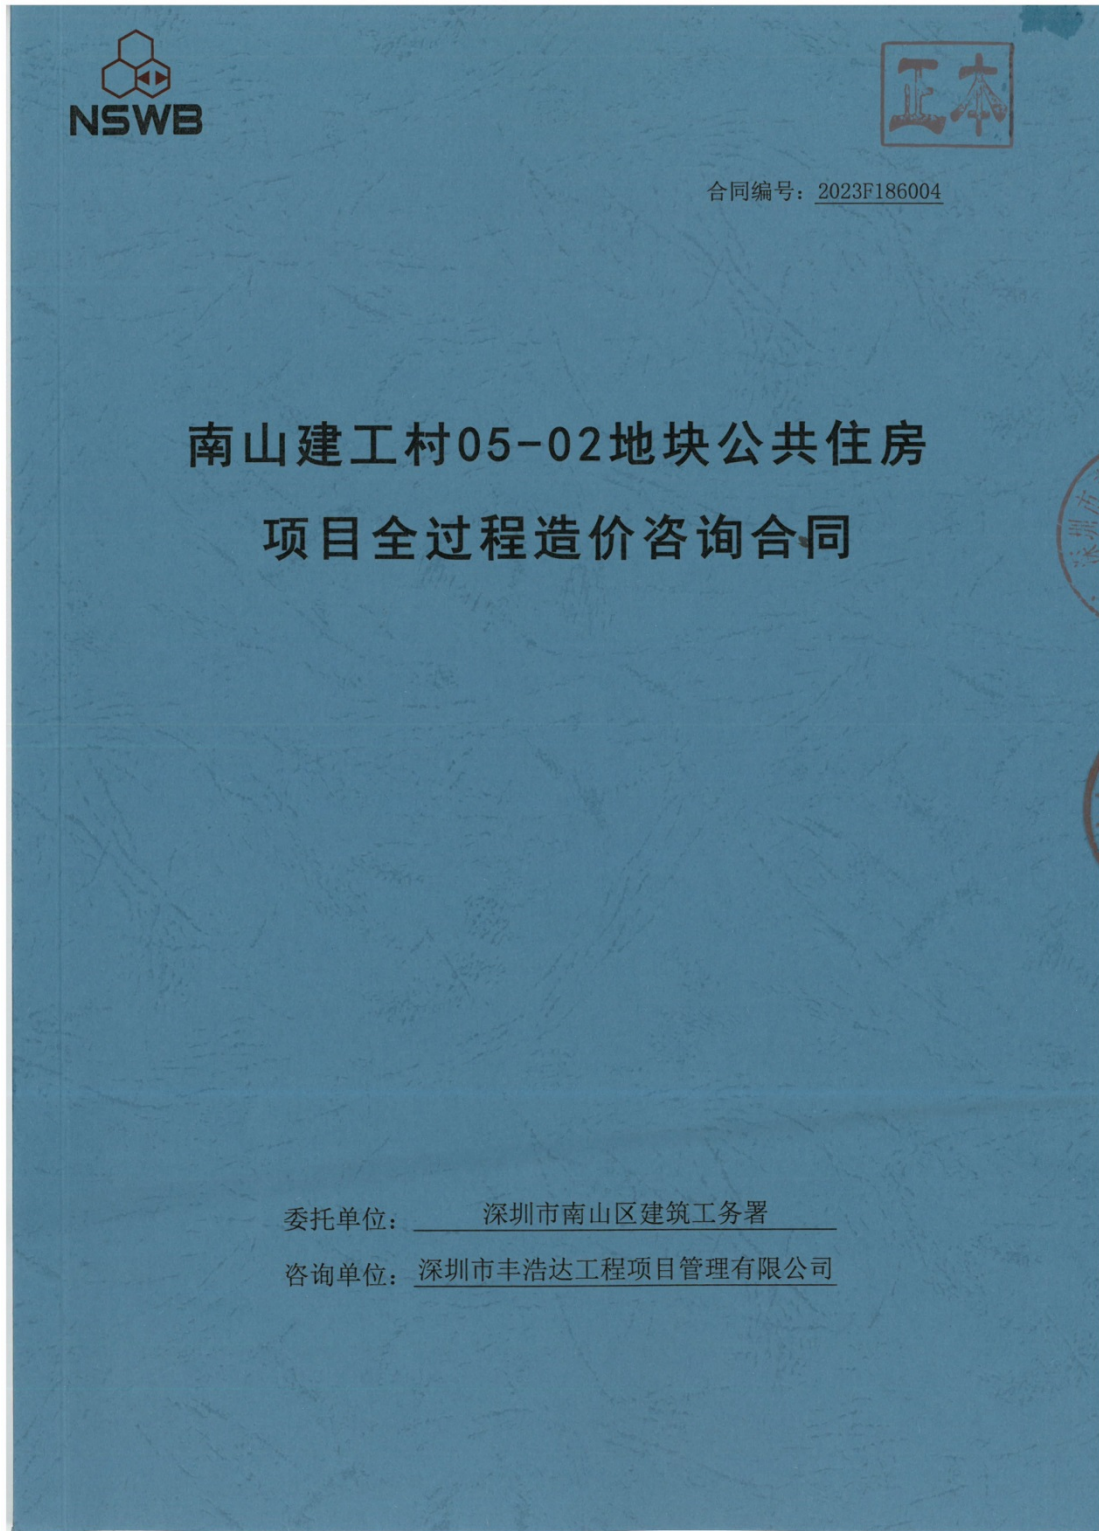 NSWB
正本
合同编号：2023F186004
南山建工村05-02地块公共住房
项目全过程造价咨询合同
深圳市
委托单位：深圳市南山区建筑工务署
咨询单位：深圳市丰浩达工程项目管理有限公司